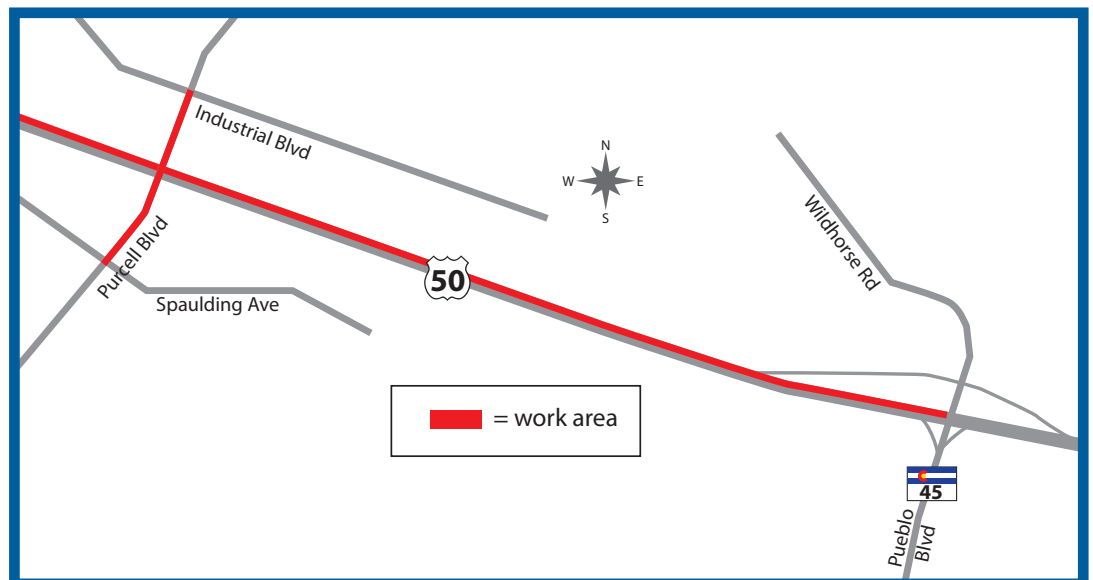 Industrial Blvd
N
W
E
S
Purcell Blvd
Wildhorse Rd
50
Spaulding Ave
= work area
45
Pueblo
Blvd